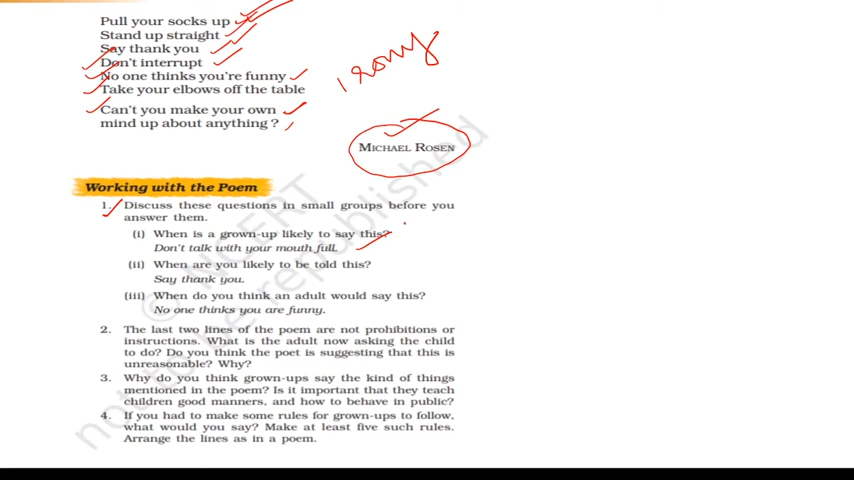 Pull your socks up
Stand up straight
Say thank you
Don't interrupt
No one thinks you're funny
Take your elbows off the table
Can't you make your own
mind up about anything ?
Irony
MICHAEL ROSEN
Working with the Poem
1. Discuss these questions in small groups before you
answer them.
(i) When is a grown-up likely to say this?
Don't talk with your mouth full.
(ii) When are you likely to be told this?
Say thank you.
(iii) When do you think an adult would say this?
No one thinks you are funny.
2. The last two lines of the poem are not prohibitions or
instructions. What is the adult now asking the child
to do? Do you think the poet is suggesting that this is
unreasonable? Why?
3. Why do you think grown-ups say the kind of things
mentioned in the poem? Is it important that they teach
children good manners, and how to behave in public?
4. If you had to make some rules for grown-ups to follow,
what would you say? Make at least five such rules.
Arrange the lines as in a poem.
© NCERT
not to be republished